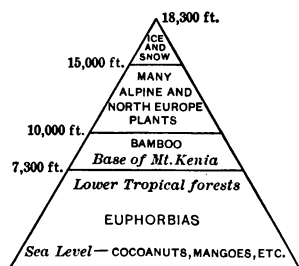 18,300 ft.
ICE
AND
SNOW
15,000 ft.
MANY
ALPINE AND
NORTH EUROPE
PLANTS
10,000 ft.
BAMBOO
Base of Mt. Kenia
7,300 ft.
Lower Tropical forests
EUPHORBIAS
Sea Level — COCOANUTS, MANGOES, ETC.